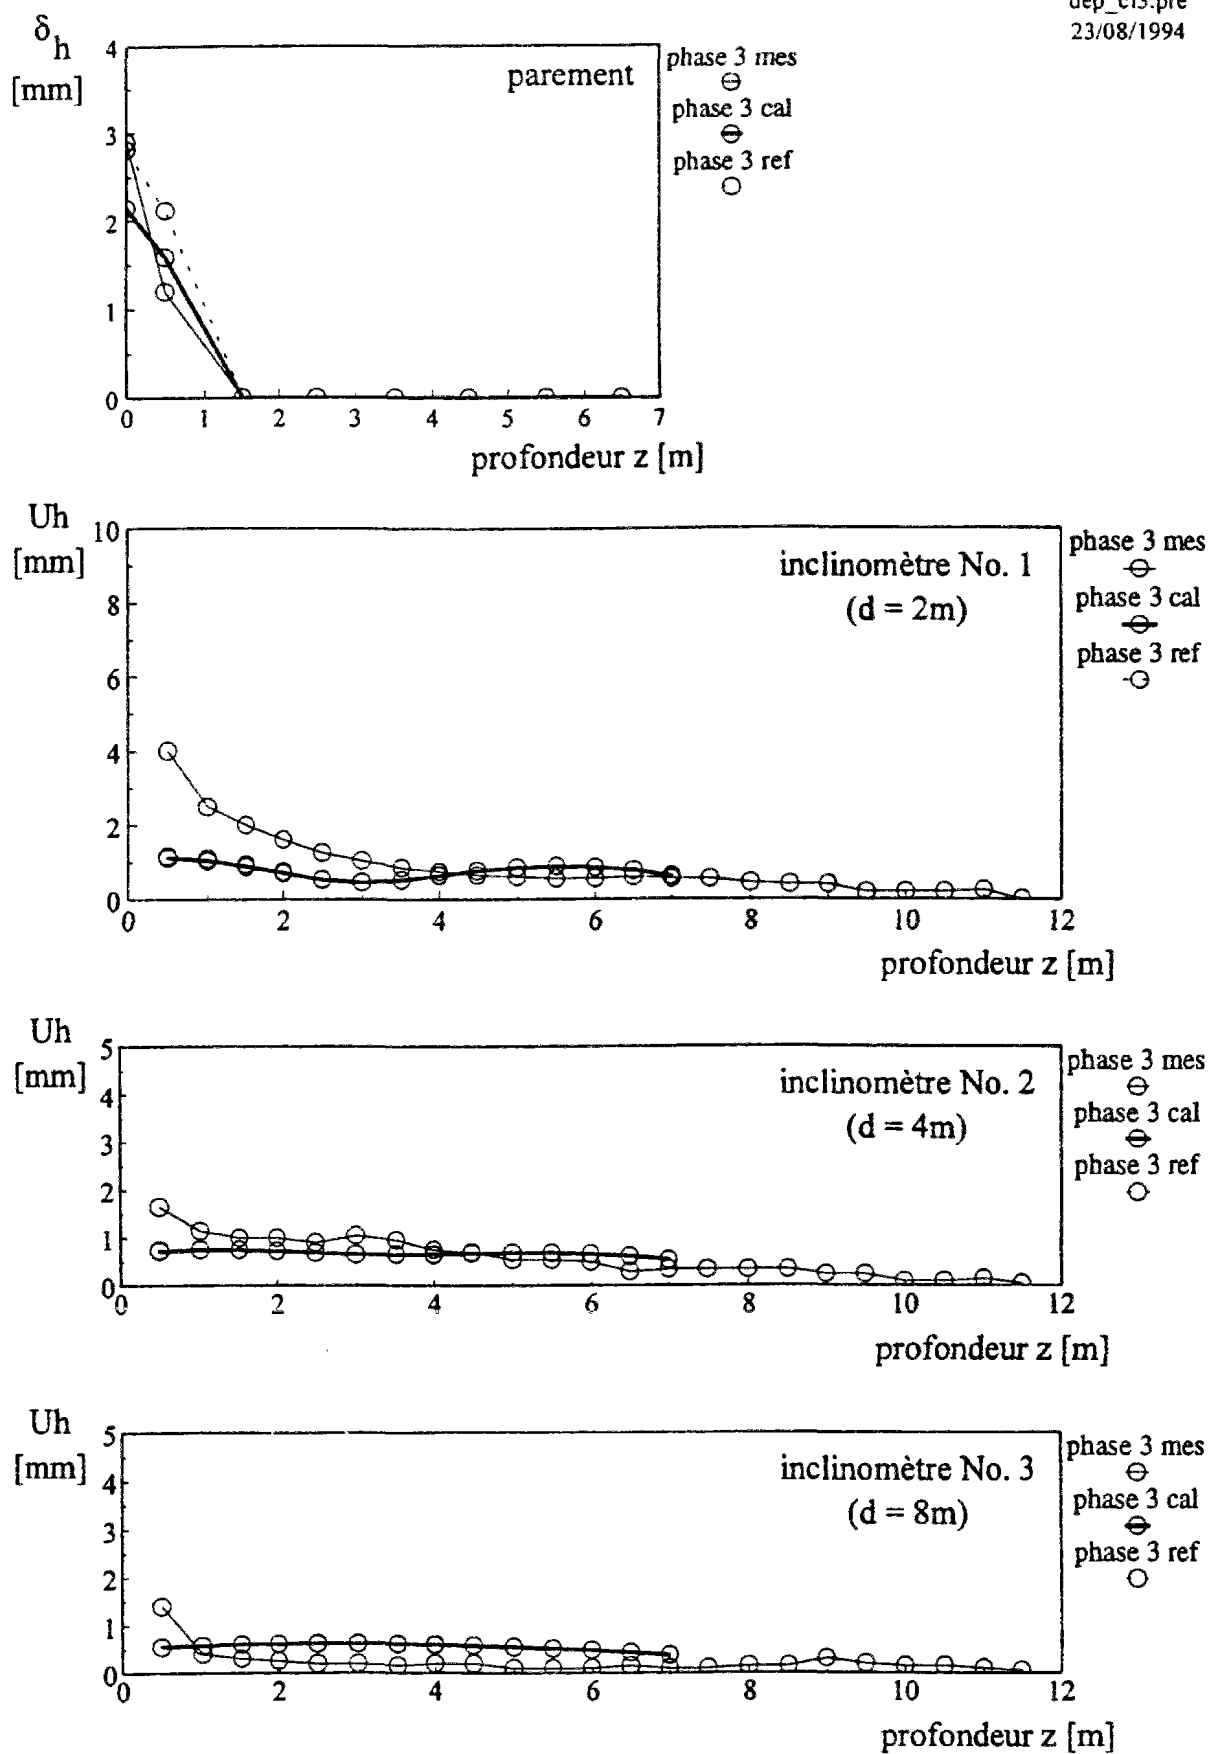 23/08/1994
δh
[mm]
4
3
2
1
0
parement
phase 3 mes
phase 3 cal
phase 3 ref
0 1 2 3 4 5 6 7
profondeur z [m]
Uh
[mm]
10
8
6
4
2
0
inclinomètre No. 1
(d = 2m)
phase 3 mes
phase 3 cal
phase 3 ref
0 2 4 6 8 10 12
profondeur z [m]
Uh
[mm]
5
4
3
2
1
0
inclinomètre No. 2
(d = 4m)
phase 3 mes
phase 3 cal
phase 3 ref
0 2 4 6 8 10 12
profondeur z [m]
Uh
[mm]
5
4
3
2
1
0
inclinomètre No. 3
(d = 8m)
phase 3 mes
phase 3 cal
phase 3 ref
0 2 4 6 8 10 12
profondeur z [m]